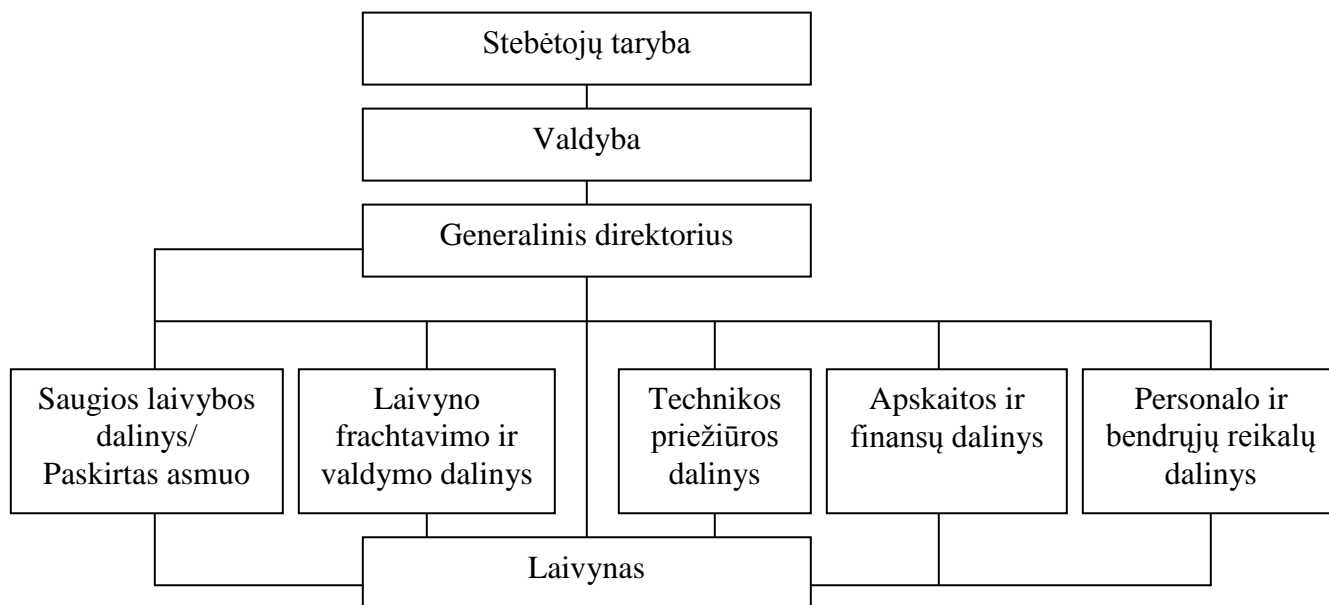 Stebėtojų taryba
Valdyba
Generalinis direktorius
Saugios laivybos
dalinys/
Paskirtas asmuo
Laivyno
frachtavimo ir
valdymo dalinys
Technikos
priežiūros
dalinys
Apskaitos ir
finansų dalinys
Personalo ir
bendrųjų reikalų
dalinys
Laivynas